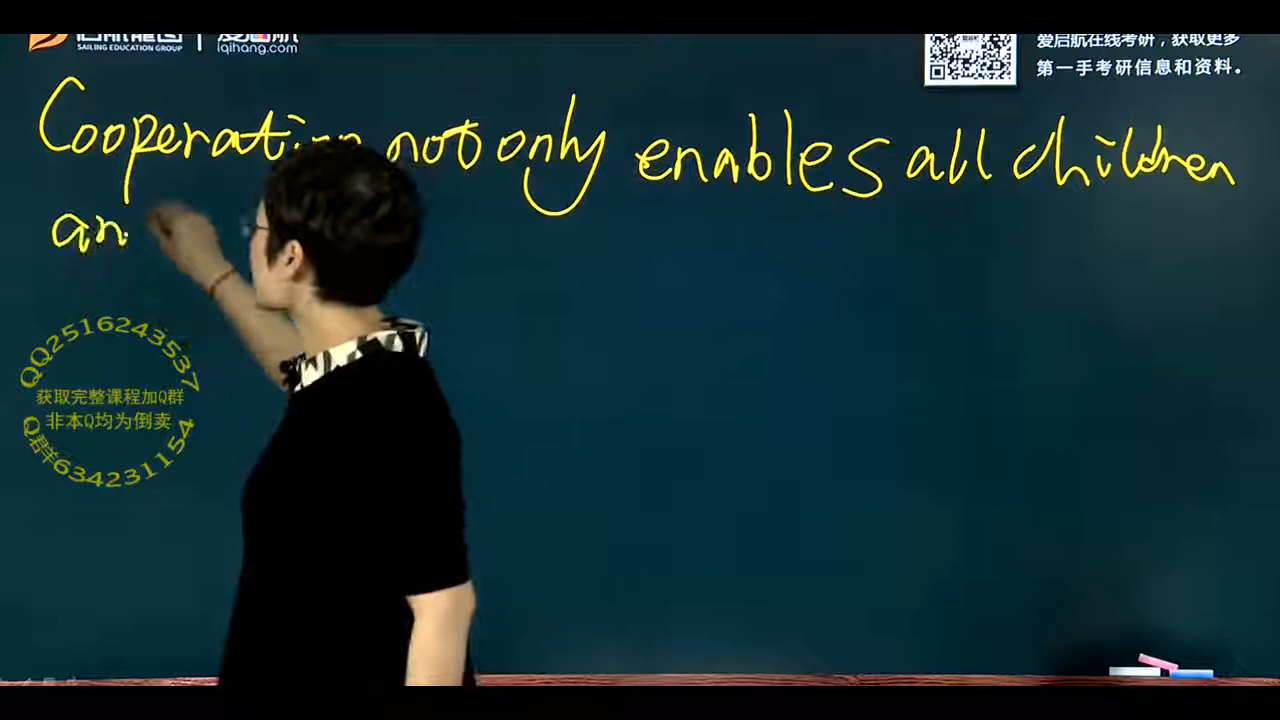 SAILING EDUCATION GROUP
iqihang.com
爱启航在线考研，获取更多
第一手考研信息和资料。
Cooperation not only enables all children
an
QQ2516243537
获取完整课程加Q群
非本Q均为倒卖
Q群634231154